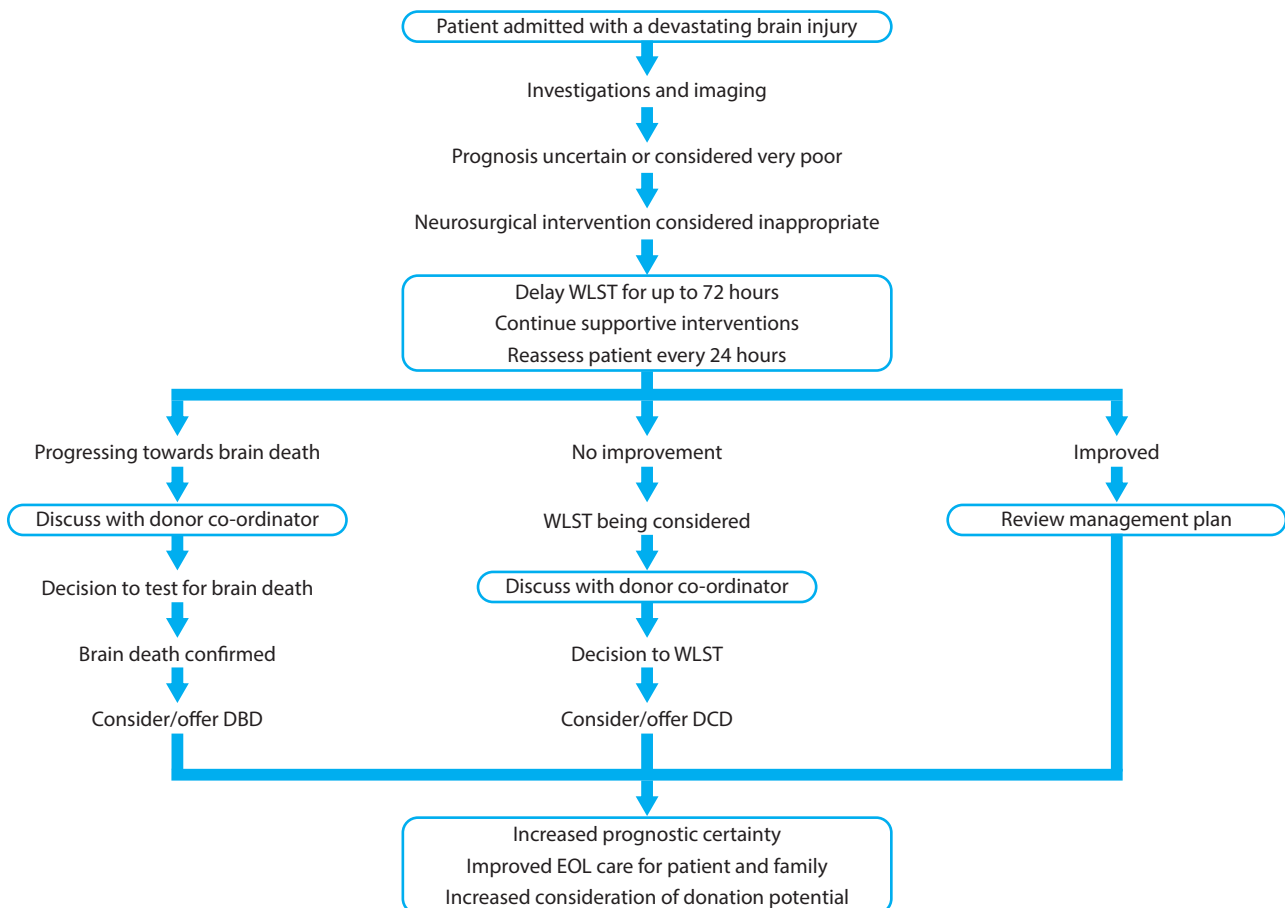 Patient admitted with a devastating brain injury
Investigations and imaging
Prognosis uncertain or considered very poor
Neurosurgical intervention considered inappropriate
Delay WLST for up to 72 hours
Continue supportive interventions
Reassess patient every 24 hours
Progressing towards brain death
Discuss with donor co-ordinator
Decision to test for brain death
Brain death confirmed
Consider/offer DBD
No improvement
WLST being considered
Discuss with donor co-ordinator
Decision to WLST
Consider/offer DCD
Improved
Review management plan
Increased prognostic certainty
Improved EOL care for patient and family
Increased consideration of donation potential